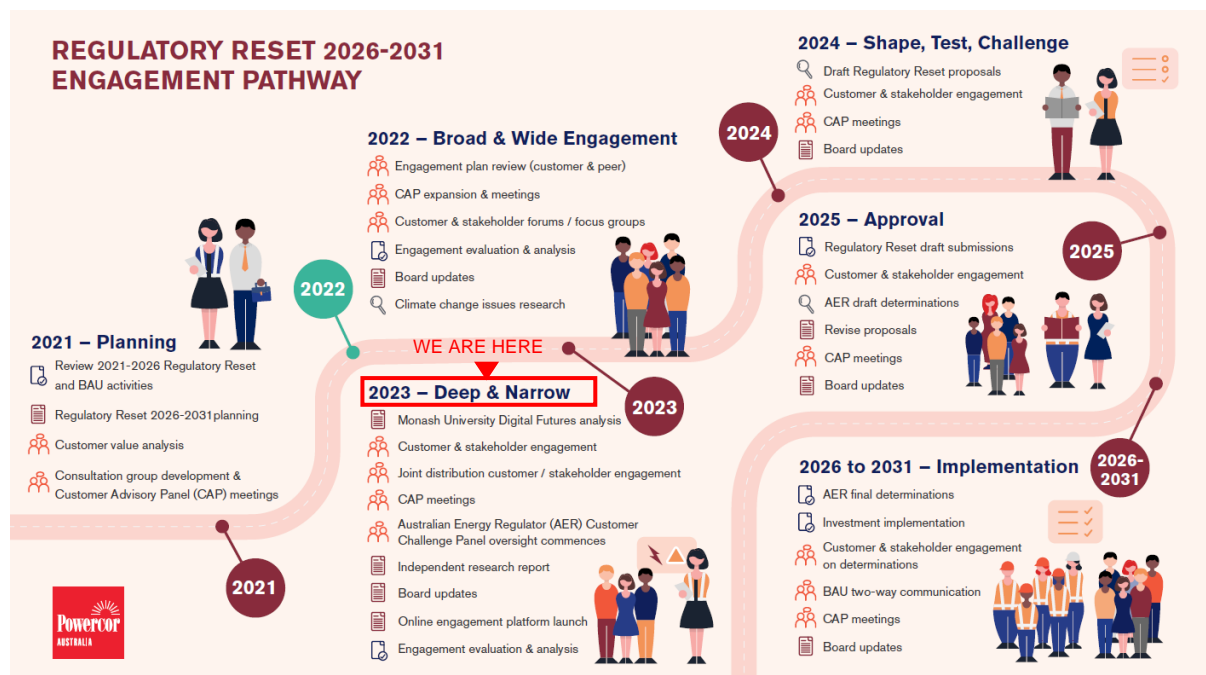 REGULATORY RESET 2026-2031
ENGAGEMENT PATHWAY
2021 – Planning
Review 2021-2026 Regulatory Reset
and BAU activities
Regulatory Reset 2026-2031planning
Customer value analysis
Consultation group development &
Customer Advisory Panel (CAP) meetings
2021
2022 – Broad & Wide Engagement
Engagement plan review (customer & peer)
CAP expansion & meetings
Customer & stakeholder forums / focus groups
Engagement evaluation & analysis
Board updates
Climate change issues research
2022
WE ARE HERE
2023 – Deep & Narrow
Monash University Digital Futures analysis
Customer & stakeholder engagement
Joint distribution customer / stakeholder engagement
CAP meetings
Australian Energy Regulator (AER) Customer
Challenge Panel oversight commences
Independent research report
Board updates
Online engagement platform launch
Engagement evaluation & analysis
2023
2024 – Shape, Test, Challenge
Draft Regulatory Reset proposals
Customer & stakeholder engagement
CAP meetings
Board updates
2024
2025 – Approval
Regulatory Reset draft submissions
Customer & stakeholder engagement
AER draft determinations
Revise proposals
CAP meetings
Board updates
2025
2026 to 2031 – Implementation
AER final determinations
Investment implementation
Customer & stakeholder engagement
on determinations
BAU two-way communication
CAP meetings
Board updates
2026-
2031
Powercor
AUSTRALIA